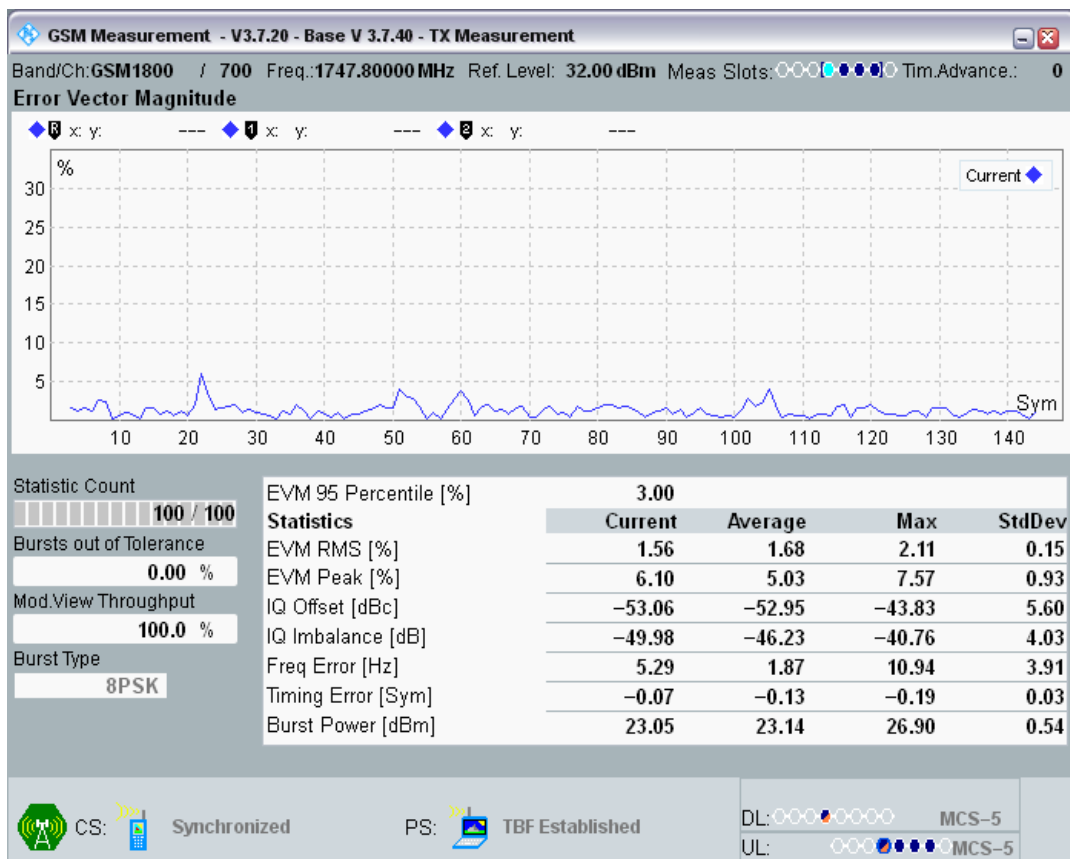 GSM Measurement - V3.7.20 - Base V 3.7.40 - TX Measurement
Band/Ch:GSM1800 / 700 Freq.:1747.80000 MHz Ref. Level: 32.00 dBm Meas Slots: Tim.Advance.: 0
Error Vector Magnitude
R x: y: --- 1 x: y: --- 2 x: y: ---
%
Current
30
25
20
15
10
5
Sym
10 20 30 40 50 60 70 80 90 100 110 120 130 140
Statistic Count
100 / 100
Bursts out of Tolerance
0.00 %
Mod.View Throughput
100.0 %
Burst Type
8PSK
EVM 95 Percentile [%] 3.00
Statistics Current Average Max StdDev
EVM RMS [%] 1.56 1.68 2.11 0.15
EVM Peak [%] 6.10 5.03 7.57 0.93
IQ Offset [dBc] −53.06 −52.95 −43.83 5.60
IQ Imbalance [dB] −49.98 −46.23 −40.76 4.03
Freq Error [Hz] 5.29 1.87 10.94 3.91
Timing Error [Sym] −0.07 −0.13 −0.19 0.03
Burst Power [dBm] 23.05 23.14 26.90 0.54
CS: Synchronized PS: TBF Established
DL: MCS−5
UL: MCS−5